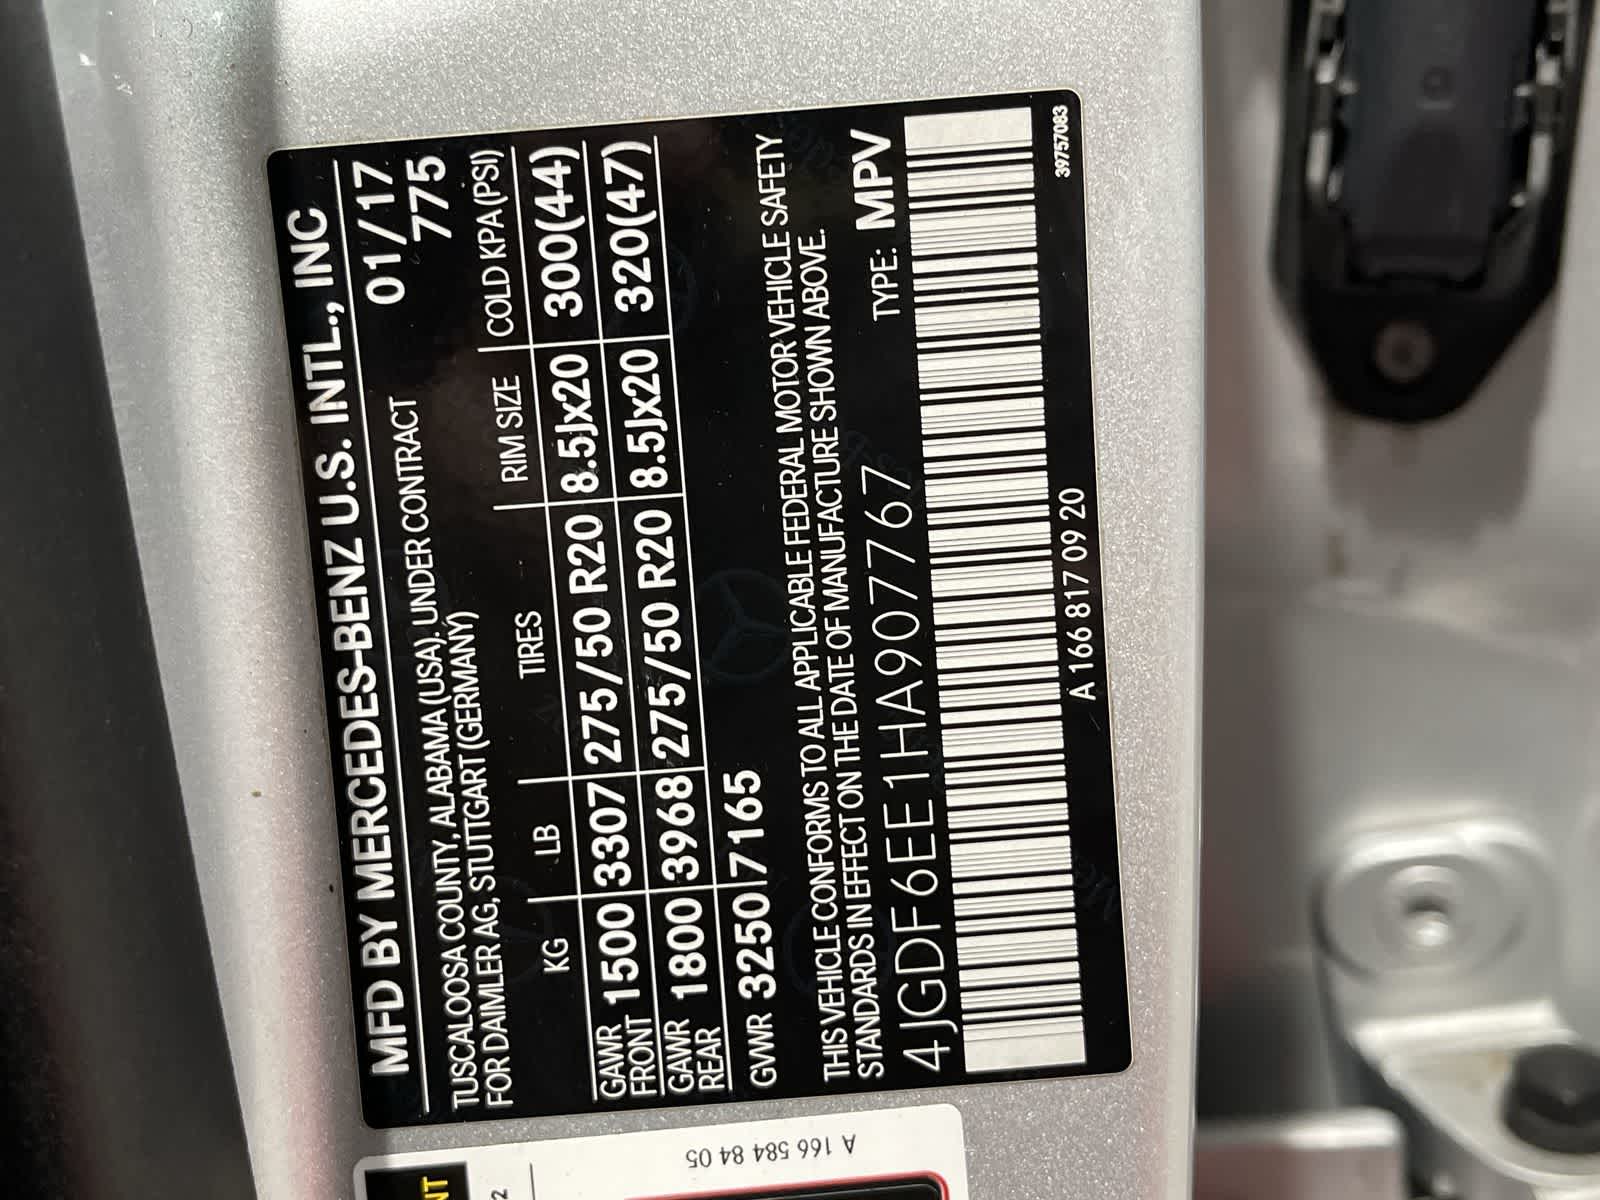 MFD BY MERCEDES-BENZ U.S. INTL., INC
TUSCALOOSA COUNTY, ALABAMA (USA). UNDER CONTRACT 01/17
FOR DAIMLER AG, STUTTGART (GERMANY) 775
KG LB TIRES RIM SIZE COLD KPA (PSI)
GAWR FRONT 1500 3307 275/50 R20 8.5Jx20 300(44)
GAWR REAR 1800 3968 275/50 R20 8.5Jx20 320(47)
GVWR 3250 7165
THIS VEHICLE CONFORMS TO ALL APPLICABLE FEDERAL MOTOR VEHICLE SAFETY
STANDARDS IN EFFECT ON THE DATE OF MANUFACTURE SHOWN ABOVE.
4JGDF6EE1HA907767 TYPE: MPV
A 166 817 09 20
39757083
A 166 584 84 05
NT
2